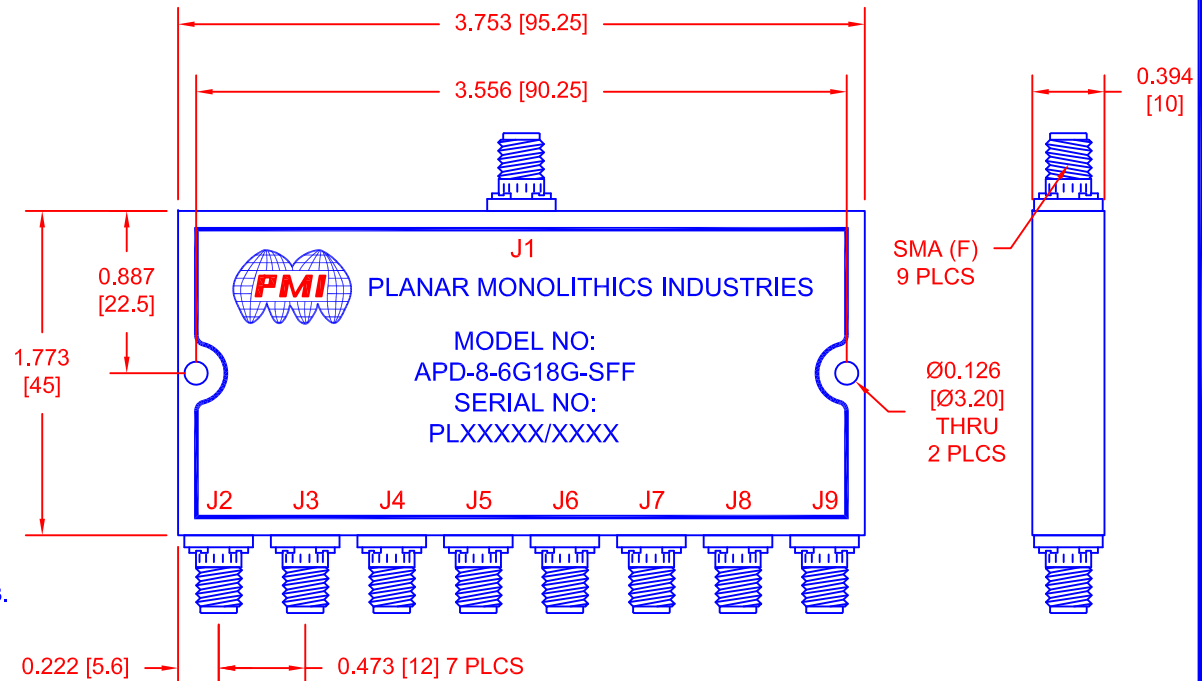 3.753 [95.25]
3.556 [90.25]
0.394
[10]
J1
SMA (F)
9 PLCS
0.887
[22.5]
PMI
PLANAR MONOLITHICS INDUSTRIES
MODEL NO:
APD-8-6G18G-SFF
SERIAL NO:
PLXXXXX/XXXX
1.773
[45]
Ø0.126
[Ø3.20]
THRU
2 PLCS
J2 J3 J4 J5 J6 J7 J8 J9
0.222 [5.6]
0.473 [12] 7 PLCS